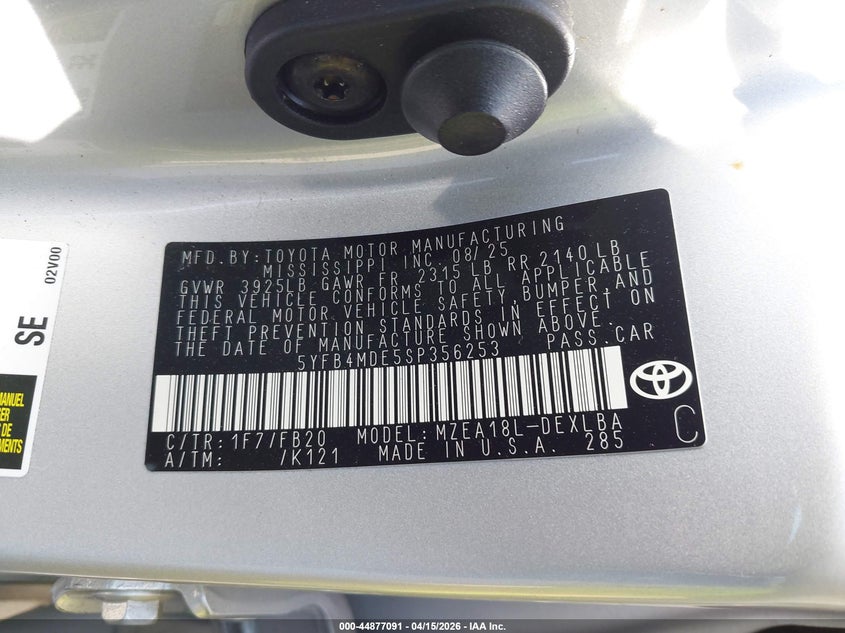 MFD.BY:TOYOTA MOTOR MANUFACTURING
MISSISSIPPI INC. 08/25
GVWR 3925LB GAWR FR 2315 LB RR 2140 LB
THIS VEHICLE CONFORMS TO ALL APPLICABLE
FEDERAL MOTOR VEHICLE SAFETY,BUMPER,AND
THEFT PREVENTION STANDARDS IN EFFECT ON
THE DATE OF MANUFACTURE SHOWN ABOVE.
5YFB4MDE5SP356253 PASS.CAR
C/TR: 1F7/FB20 MODEL: MZEA18L-DEXLBA
A/TM: /K121 MADE IN U.S.A. 285
C
SE
02V00
MANUEL
DE
000-44877091 - 04/15/2026 - IAA Inc.